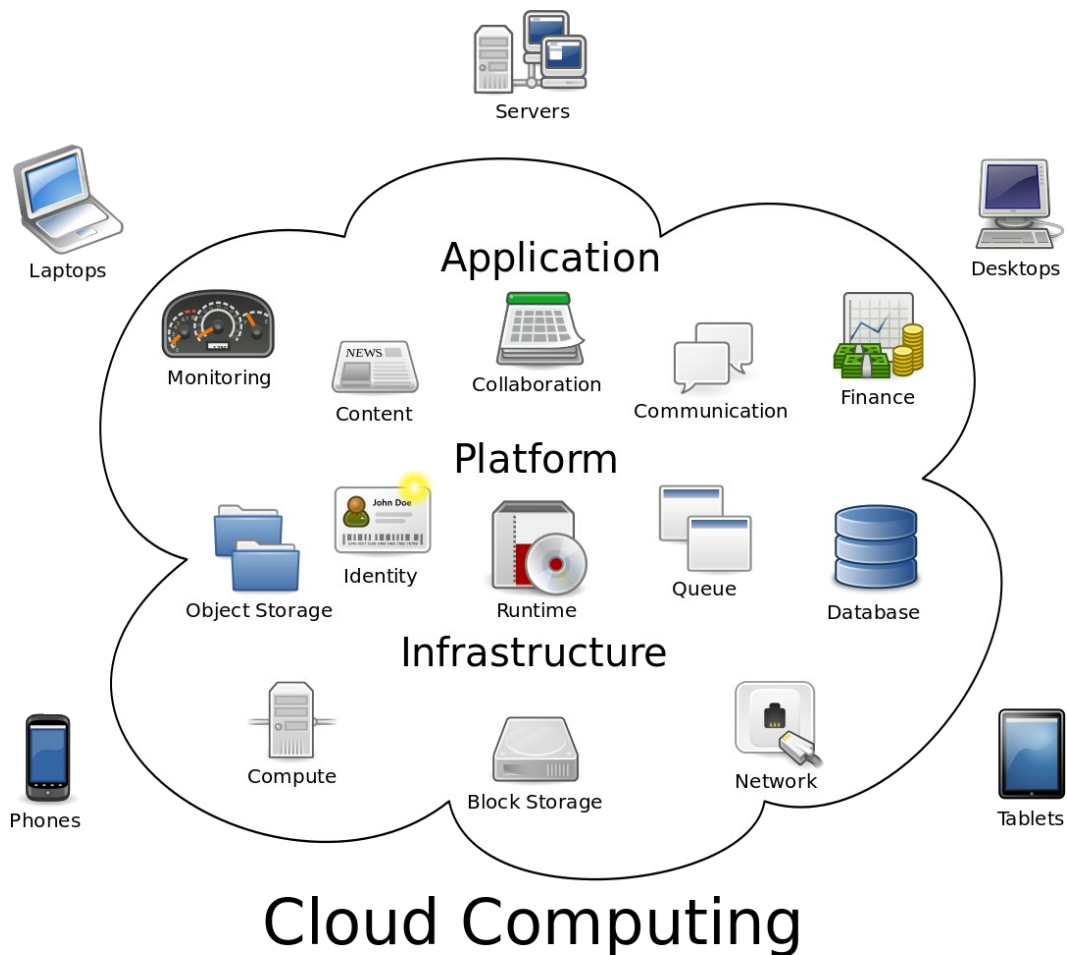 Servers
Laptops
Desktops
Application
Monitoring
NEWS
Content
Collaboration
Communication
Finance
Platform
John Doe
Identity
Object Storage
Runtime
Queue
Database
Infrastructure
Compute
Block Storage
Network
Phones
Tablets
Cloud Computing